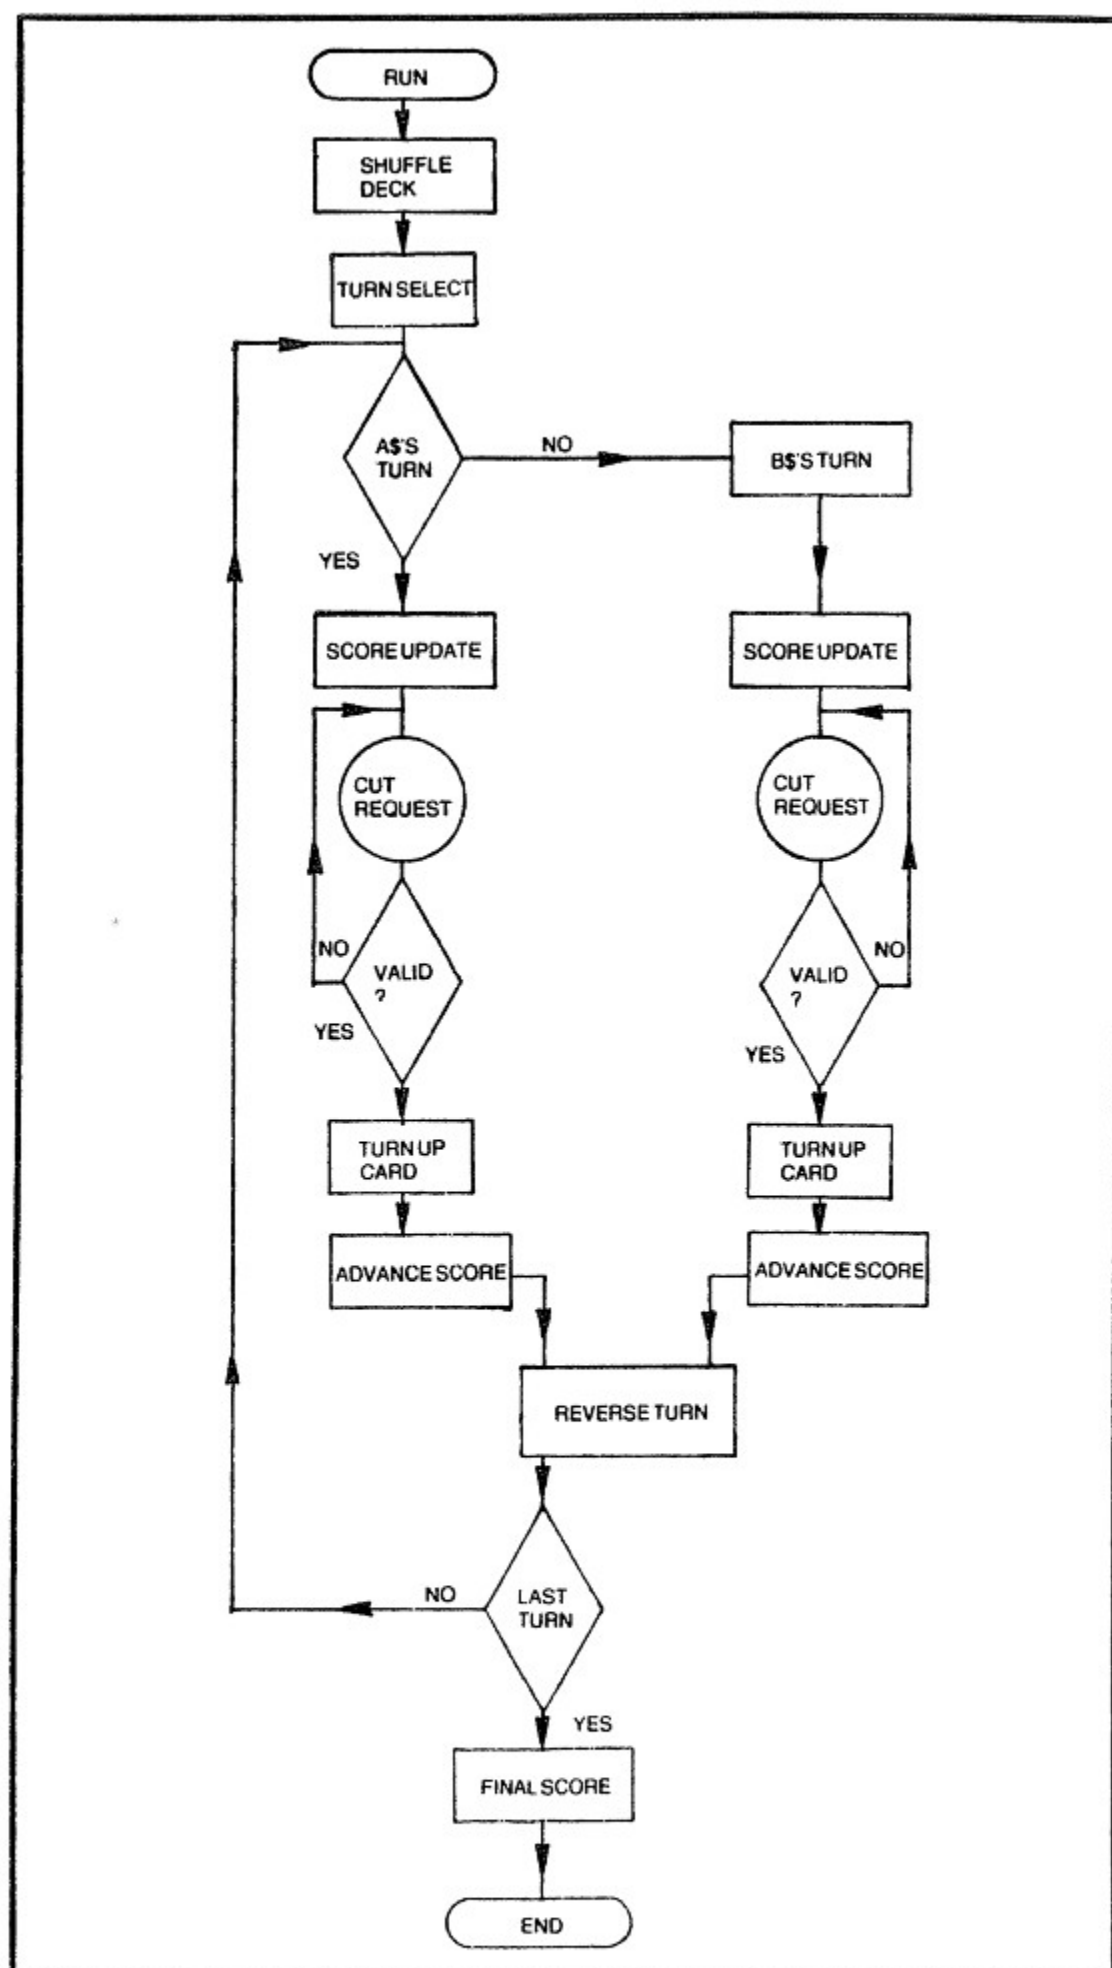 RUN
SHUFFLE
DECK
TURN SELECT
A$'S
TURN
NO
B$'S TURN
YES
SCORE UPDATE
SCORE UPDATE
CUT
REQUEST
CUT
REQUEST
NO
VALID
?
YES
VALID
?
NO
YES
TURN UP
CARD
TURN UP
CARD
ADVANCE SCORE
ADVANCE SCORE
REVERSE TURN
NO
LAST
TURN
YES
FINAL SCORE
END